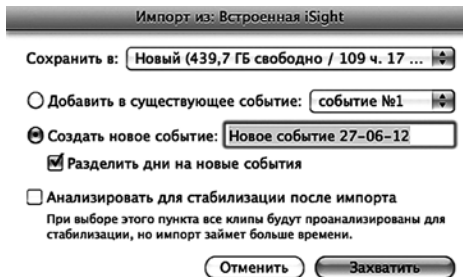 Импорт из: Встроенная iSight
Сохранить в: Новый (439,7 ГБ свободно / 109 ч. 17 ...
Добавить в существующее событие: событие №1
Создать новое событие: Новое событие 27-06-12
Разделить дни на новые события
Анализировать для стабилизации после импорта
При выборе этого пункта все клипы будут проанализированы для
стабилизации, но импорт займет больше времени.
Отменить Захватить